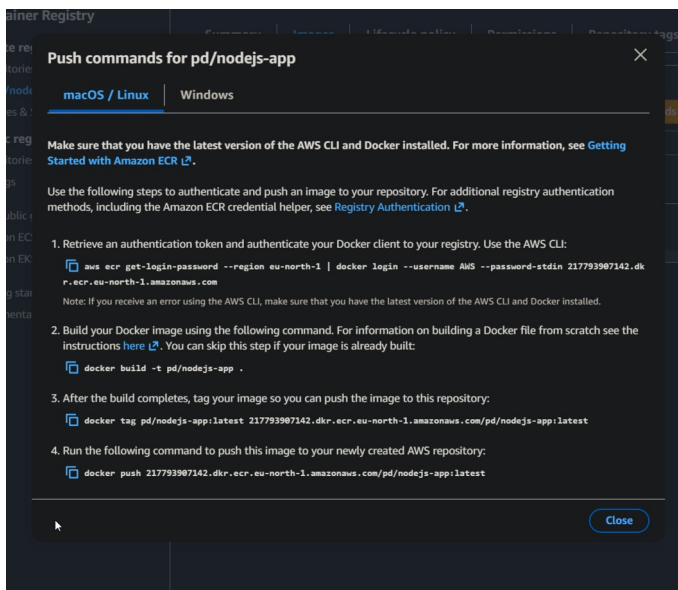 ainer Registry
Summary Images Lifecycle policy Permissions Repository tags
Push commands for pd/nodejs-app
macOS / Linux Windows
Make sure that you have the latest version of the AWS CLI and Docker installed. For more information, see Getting
Started with Amazon ECR.
Use the following steps to authenticate and push an image to your repository. For additional registry authentication
methods, including the Amazon ECR credential helper, see Registry Authentication.
1. Retrieve an authentication token and authenticate your Docker client to your registry. Use the AWS CLI:
aws ecr get-login-password --region eu-north-1 | docker login --username AWS --password-stdin 217793907142.dk
r.ecr.eu-north-1.amazonaws.com
Note: If you receive an error using the AWS CLI, make sure that you have the latest version of the AWS CLI and Docker installed.
2. Build your Docker image using the following command. For information on building a Docker file from scratch see the
instructions here. You can skip this step if your image is already built:
docker build -t pd/nodejs-app .
3. After the build completes, tag your image so you can push the image to this repository:
docker tag pd/nodejs-app:latest 217793907142.dkr.ecr.eu-north-1.amazonaws.com/pd/nodejs-app:latest
4. Run the following command to push this image to your newly created AWS repository:
docker push 217793907142.dkr.ecr.eu-north-1.amazonaws.com/pd/nodejs-app:latest
Close